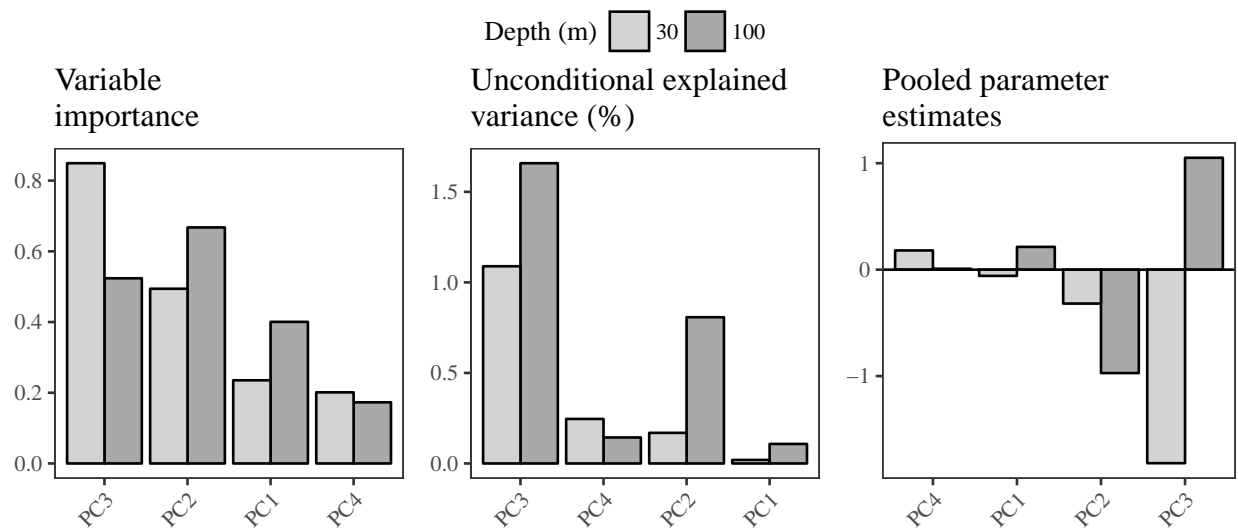 Depth (m) 30 100
Variable
importance
0.8
0.6
0.4
0.2
0.0
PC3 PC2 PC1 PC4
Unconditional explained
variance (%)
1.5
1.0
0.5
0.0
PC3 PC4 PC2 PC1
Pooled parameter
estimates
1
0
−1
PC4 PC1 PC2 PC3